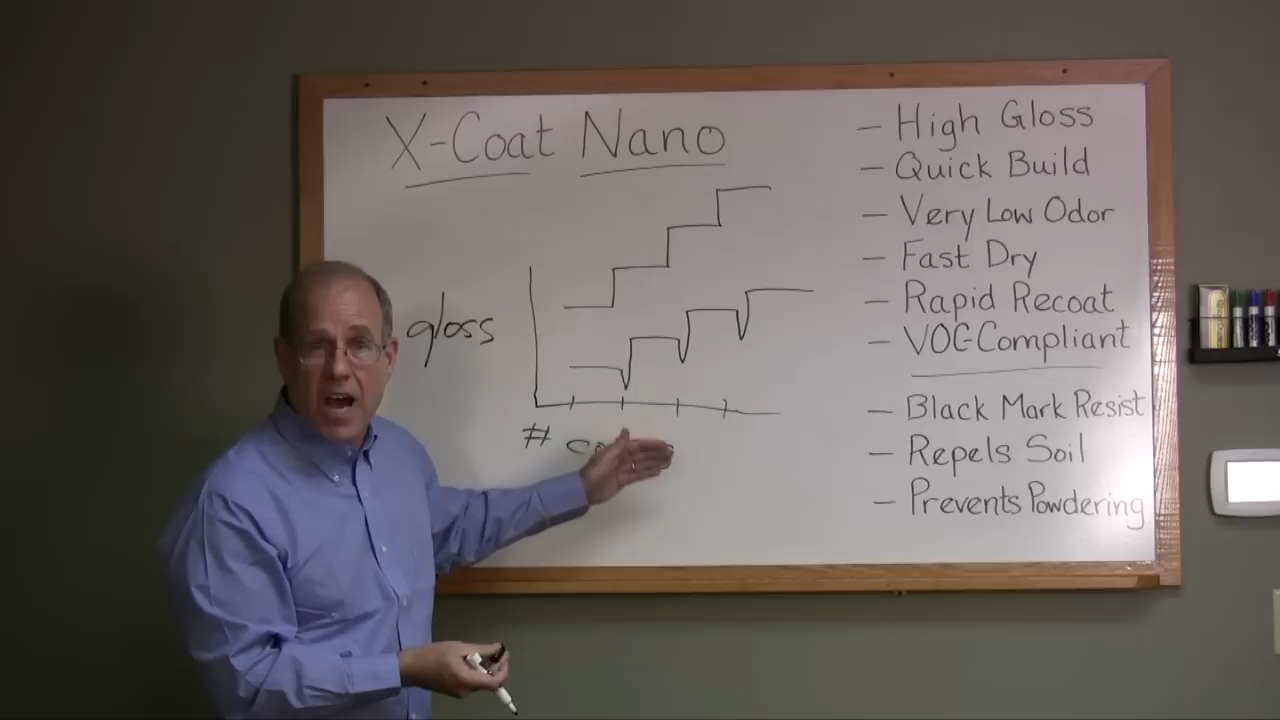 X-Coat Nano
gloss
#
– High Gloss
– Quick Build
– Very Low Odor
– Fast Dry
– Rapid Recoat
– VOC-Compliant
– Black Mark Resist
– Repels Soil
– Prevents Powdering